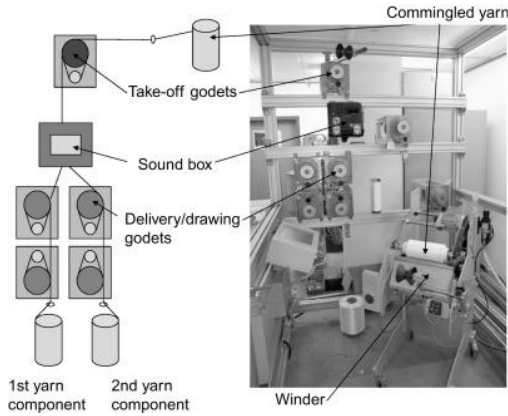 Commingled yarn
Take-off godets
Sound box
Delivery/drawing
godets
1st yarn
component
2nd yarn
component
Winder